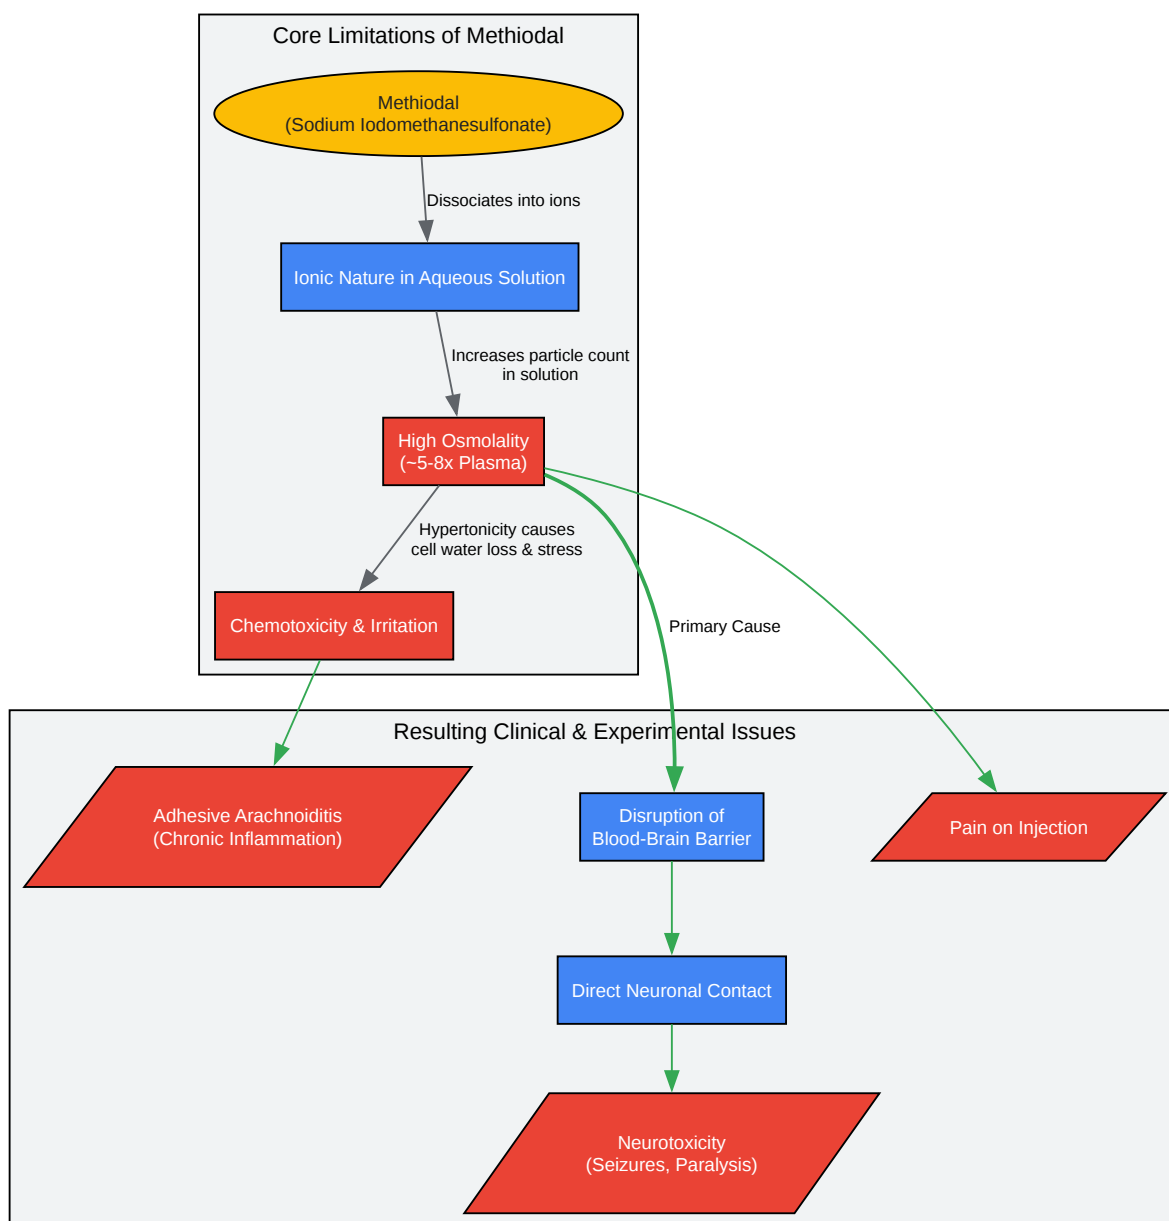 Core Limitations of Methiodal
Methiodal
(Sodium Iodomethanesulfonate)
Dissociates into ions
Ionic Nature in Aqueous Solution
Increases particle count
in solution
High Osmolality
(~5-8x Plasma)
Hypertonicity causes
cell water loss & stress
Chemotoxicity & Irritation
Primary Cause
Resulting Clinical & Experimental Issues
Adhesive Arachnoiditis
(Chronic Inflammation)
Disruption of
Blood-Brain Barrier
Pain on Injection
Direct Neuronal Contact
Neurotoxicity
(Seizures, Paralysis)